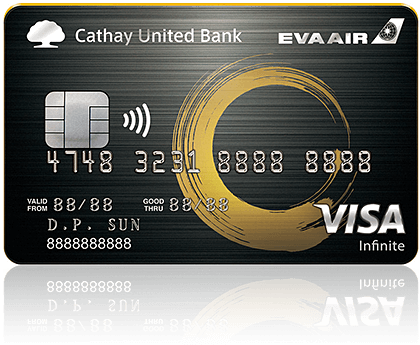 Cathay United Bank
EVA AIR
4748 3231 8888 8888
VALID FROM 88/88 GOOD THRU 88/88
D.P. SUN
8888888888
VISA
Infinite